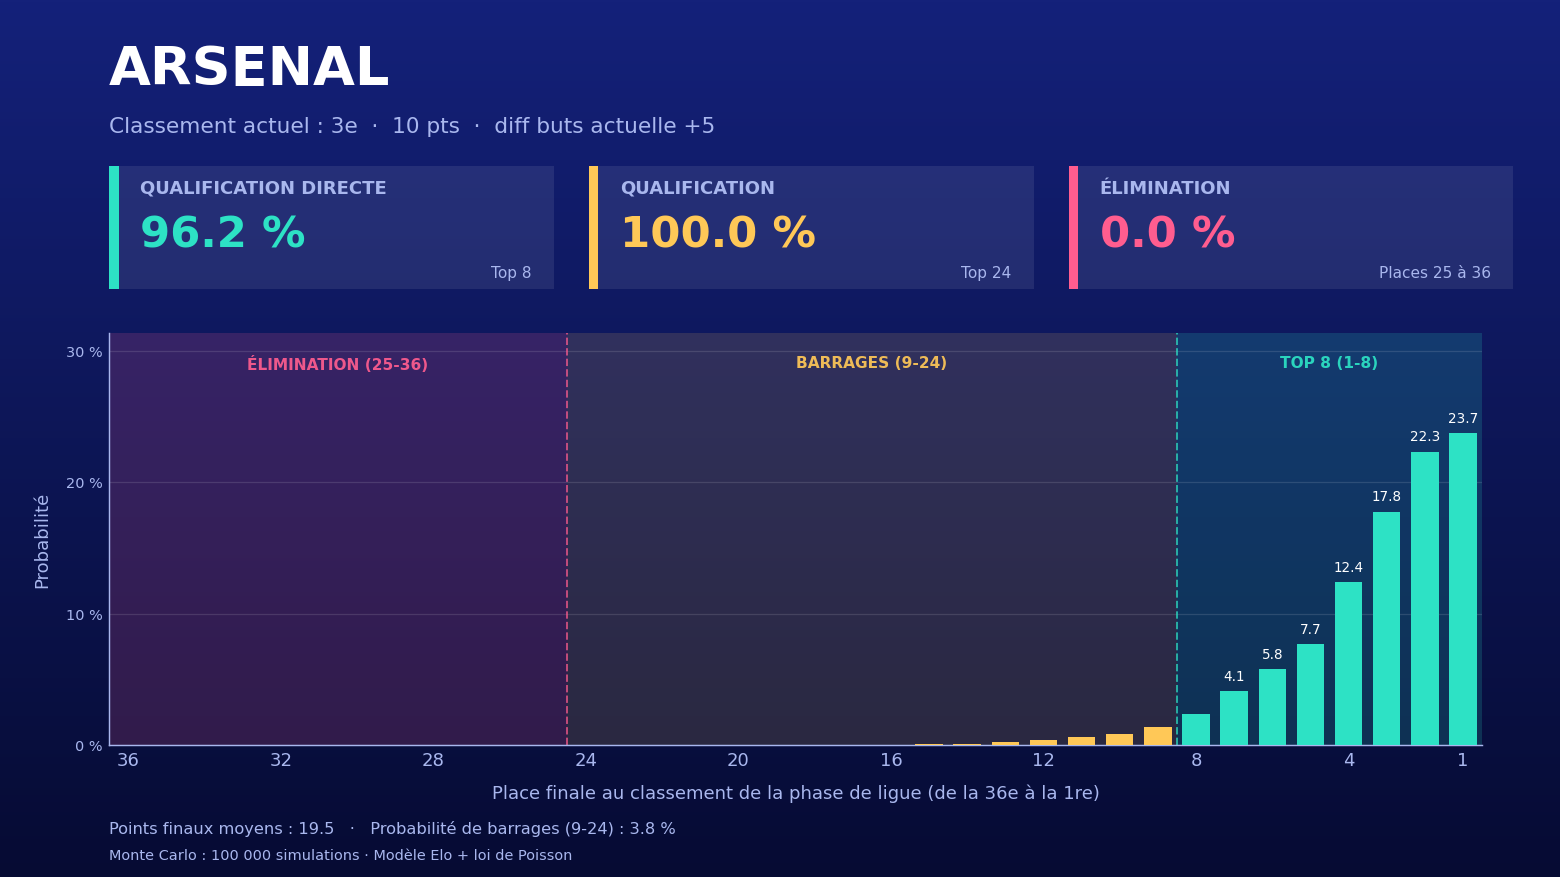 ARSENAL
Classement actuel : 3e · 10 pts · diff buts actuelle +5
QUALIFICATION DIRECTE
96.2 %
Top 8
QUALIFICATION
100.0 %
Top 24
ÉLIMINATION
0.0 %
Places 25 à 36
ÉLIMINATION (25-36)
BARRAGES (9-24)
TOP 8 (1-8)
30 %
20 %
10 %
0 %
Probabilité
4.1
5.8
7.7
12.4
17.8
22.3
23.7
36 32 28 24 20 16 12 8 4 1
Place finale au classement de la phase de ligue (de la 36e à la 1re)
Points finaux moyens : 19.5 · Probabilité de barrages (9-24) : 3.8 %
Monte Carlo : 100 000 simulations · Modèle Elo + loi de Poisson